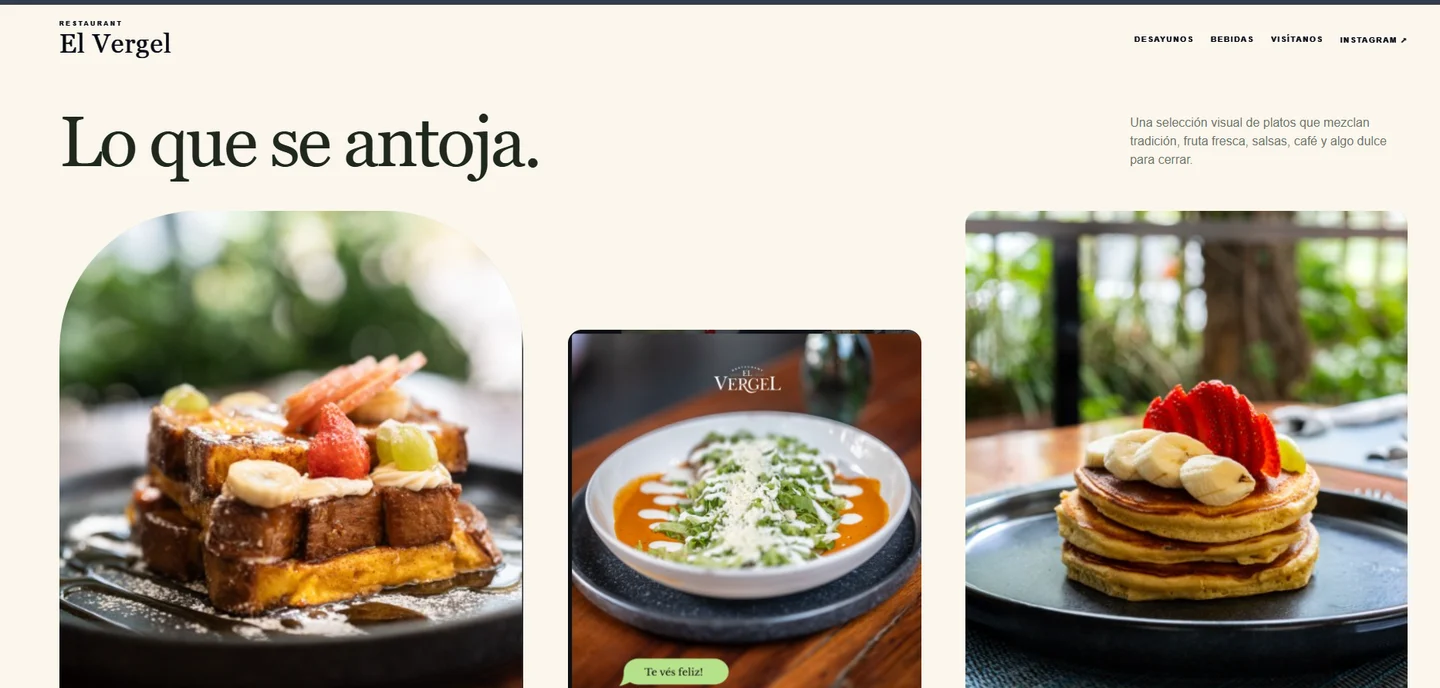 RESTAURANT
El Vergel
DESAYUNOS BEBIDAS VISÍTANOS INSTAGRAM ↗
Lo que se antoja.
Una selección visual de platos que mezclan
tradición, fruta fresca, salsas, café y algo dulce
para cerrar.
RESTAURANT
EL
VERGEL
Te vés feliz!